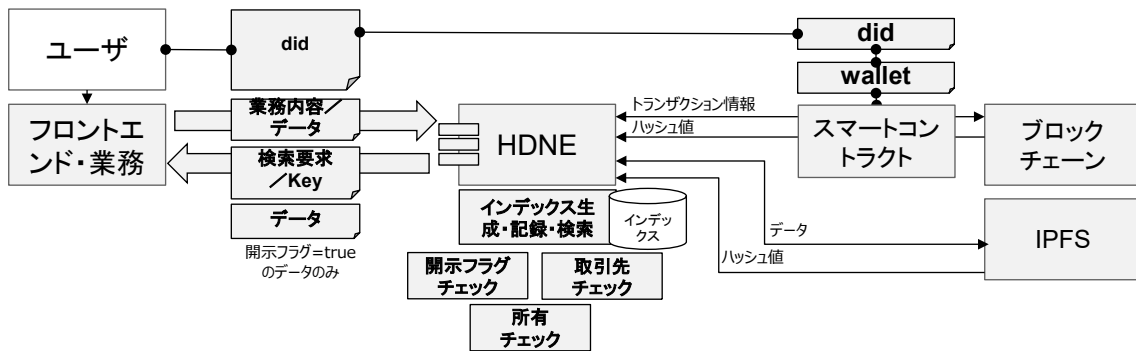 ユーザ
did
did
wallet
フロントエ
ンド・業務
業務内容／
データ
検索要求
／Key
データ
開示フラグ=true
のデータのみ
HDNE
トランザクション情報
ハッシュ値
スマートコン
トラクト
ブロック
チェーン
インデックス生
成・記録・検索
インデッ
クス
データ
ハッシュ値
IPFS
開示フラグ
チェック
取引先
チェック
所有
チェック